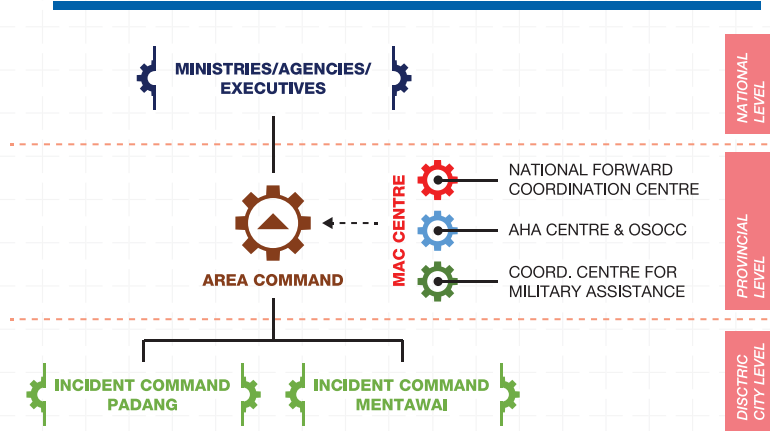 MINISTRIES/AGENCIES/
EXECUTIVES
NATIONAL
LEVEL
MAC CENTRE
NATIONAL FORWARD
COORDINATION CENTRE
AHA CENTRE & OSOCC
COORD. CENTRE FOR
MILITARY ASSISTANCE
AREA COMMAND
PROVINCIAL
LEVEL
INCIDENT COMMAND
PADANG
INCIDENT COMMAND
MENTAWAI
DISCTRIC
CITY LEVEL